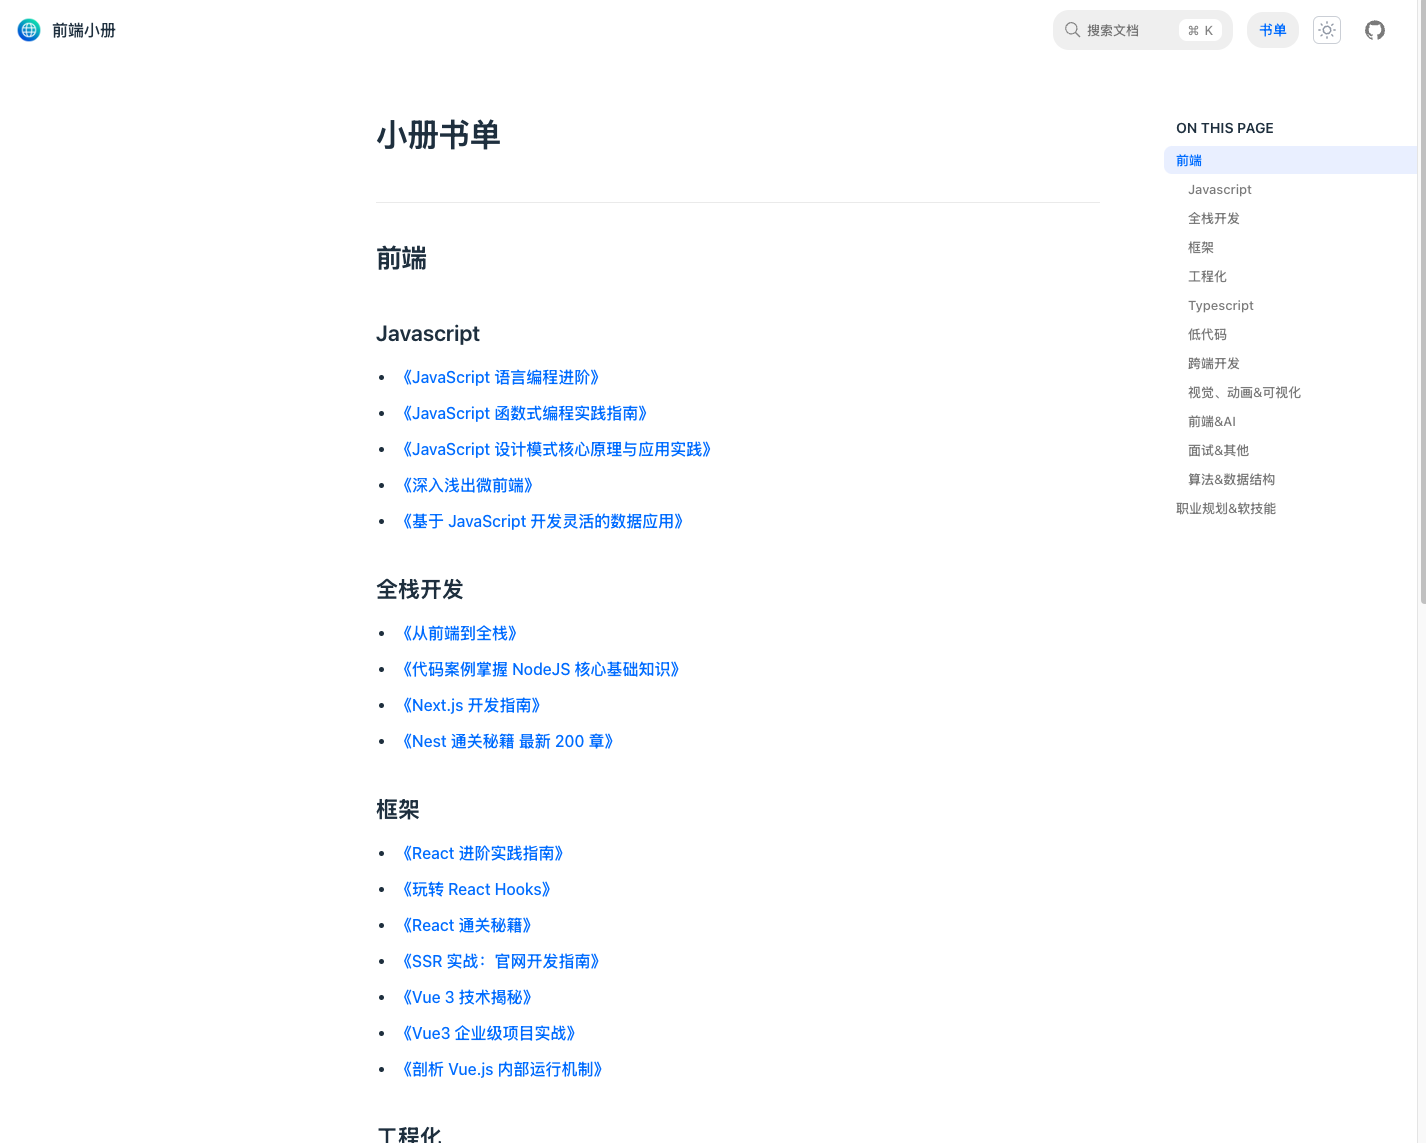 前端小册
搜索文档 ⌘ K
书单
小册书单
前端
Javascript
《JavaScript 语言编程进阶》
《JavaScript 函数式编程实践指南》
《JavaScript 设计模式核心原理与应用实践》
《深入浅出微前端》
《基于 JavaScript 开发灵活的数据应用》
全栈开发
《从前端到全栈》
《代码案例掌握 NodeJS 核心基础知识》
《Next.js 开发指南》
《Nest 通关秘籍 最新 200 章》
框架
《React 进阶实践指南》
《玩转 React Hooks》
《React 通关秘籍》
《SSR 实战：官网开发指南》
《Vue 3 技术揭秘》
《Vue3 企业级项目实战》
《剖析 Vue.js 内部运行机制》
工程化
ON THIS PAGE
前端
Javascript
全栈开发
框架
工程化
Typescript
低代码
跨端开发
视觉、动画&可视化
前端&AI
面试&其他
算法&数据结构
职业规划&软技能